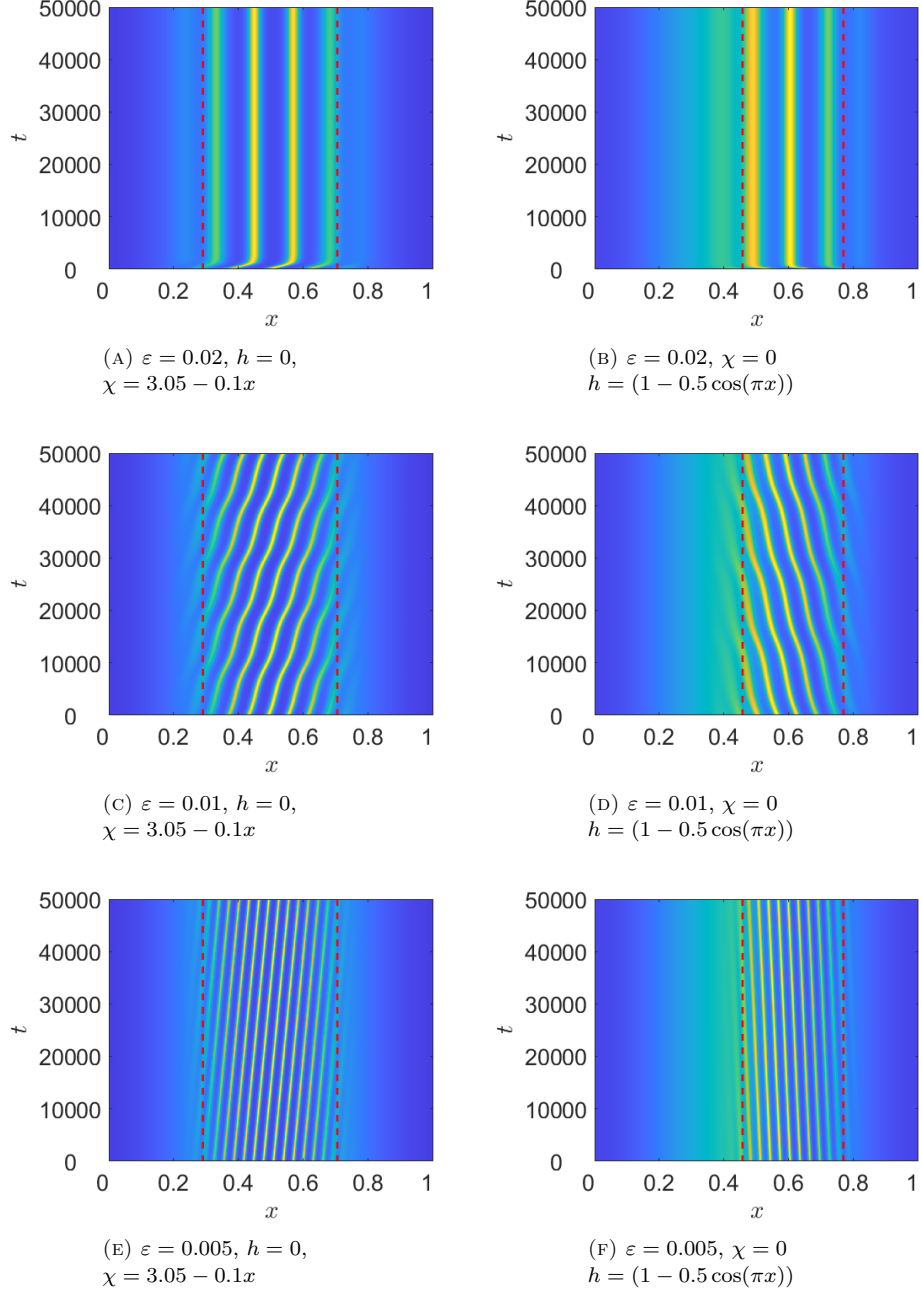 50000
40000
30000
20000
10000
0
t
0 0.2 0.4 0.6 0.8 1
x
(A) ε = 0.02, h = 0,
χ = 3.05 − 0.1x
50000
40000
30000
20000
10000
0
t
0 0.2 0.4 0.6 0.8 1
x
(B) ε = 0.02, χ = 0
h = (1 − 0.5 cos(πx))
50000
40000
30000
20000
10000
0
t
0 0.2 0.4 0.6 0.8 1
x
(C) ε = 0.01, h = 0,
χ = 3.05 − 0.1x
50000
40000
30000
20000
10000
0
t
0 0.2 0.4 0.6 0.8 1
x
(D) ε = 0.01, χ = 0
h = (1 − 0.5 cos(πx))
50000
40000
30000
20000
10000
0
t
0 0.2 0.4 0.6 0.8 1
x
(E) ε = 0.005, h = 0,
χ = 3.05 − 0.1x
50000
40000
30000
20000
10000
0
t
0 0.2 0.4 0.6 0.8 1
x
(F) ε = 0.005, χ = 0
h = (1 − 0.5 cos(πx))